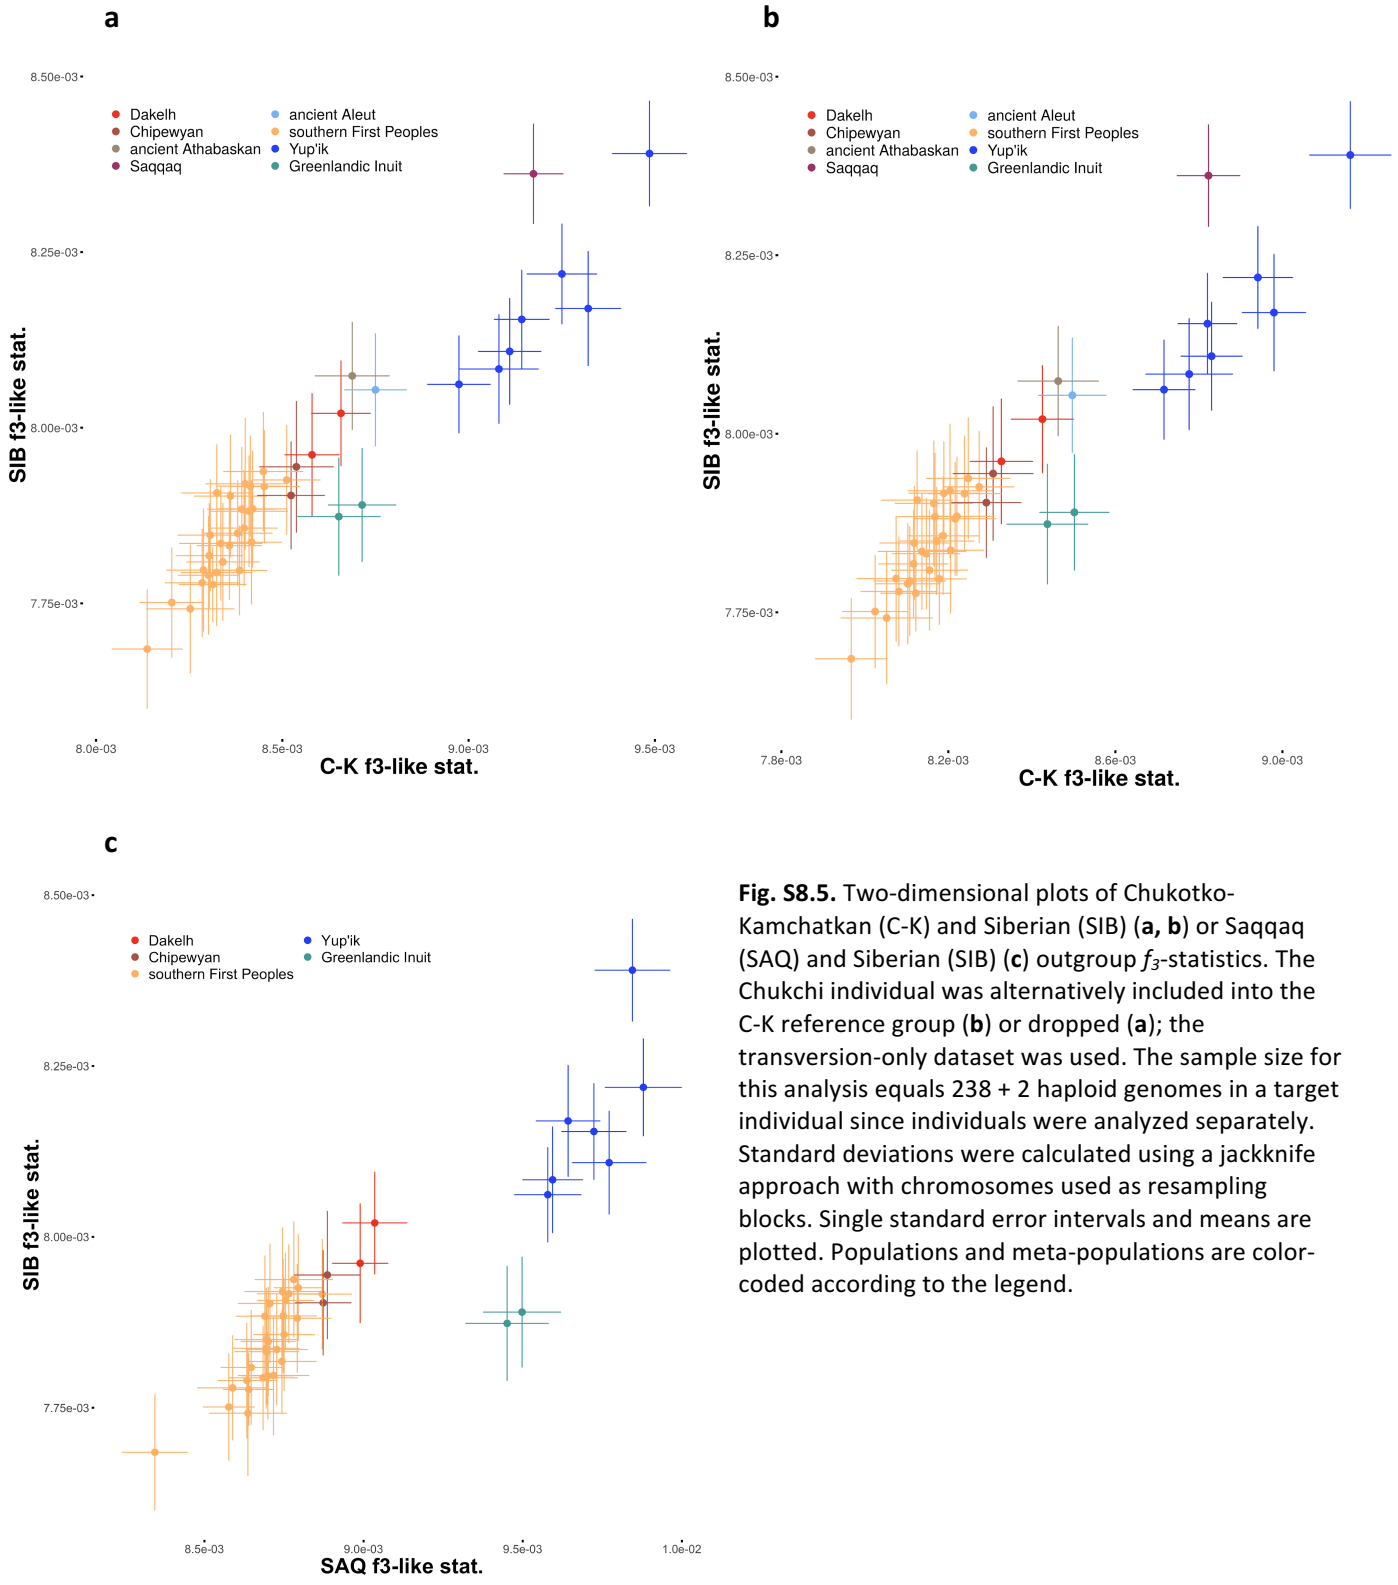 a
8.50e-03
8.25e-03
8.00e-03
7.75e-03
SIB f3-like stat.
Dakelh
Chipewyan
ancient Athabaskan
Saqqaq
ancient Aleut
southern First Peoples
Yup'ik
Greenlandic Inuit
8.0e-03 8.5e-03 9.0e-03 9.5e-03
C-K f3-like stat.
b
8.50e-03
8.25e-03
8.00e-03
7.75e-03
SIB f3-like stat.
Dakelh
Chipewyan
ancient Athabaskan
Saqqaq
ancient Aleut
southern First Peoples
Yup'ik
Greenlandic Inuit
7.8e-03 8.2e-03 8.6e-03 9.0e-03
C-K f3-like stat.
c
8.50e-03
8.25e-03
8.00e-03
7.75e-03
SIB f3-like stat.
Dakelh
Chipewyan
southern First Peoples
Yup'ik
Greenlandic Inuit
8.5e-03 9.0e-03 9.5e-03 1.0e-02
SAQ f3-like stat.
Fig. S8.5. Two-dimensional plots of Chukotko-
Kamchatkan (C-K) and Siberian (SIB) (a, b) or Saqqaq
(SAQ) and Siberian (SIB) (c) outgroup f3-statistics. The
Chukchi individual was alternatively included into the
C-K reference group (b) or dropped (a); the
transversion-only dataset was used. The sample size for
this analysis equals 238 + 2 haploid genomes in a target
individual since individuals were analyzed separately.
Standard deviations were calculated using a jackknife
approach with chromosomes used as resampling
blocks. Single standard error intervals and means are
plotted. Populations and meta-populations are color-
coded according to the legend.